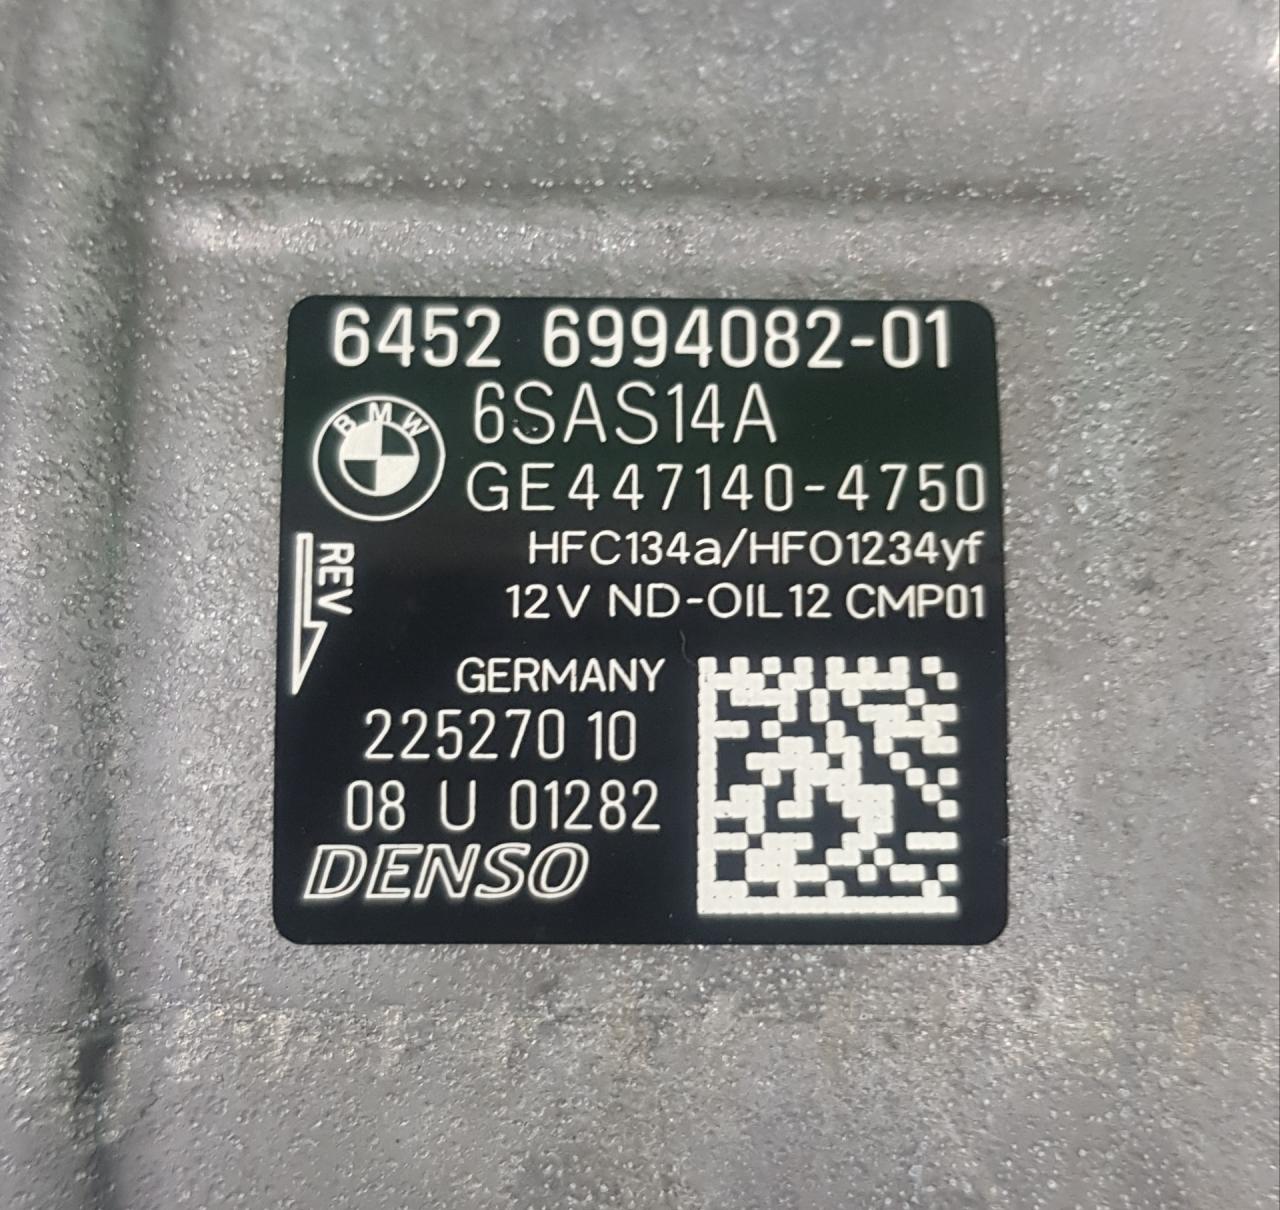 6452 6994082-01
6SAS14A
BMW
GE447140-4750
HFC134a/HFO1234yf
REV
12V ND-OIL12 CMP01
GERMANY
225270 10
08 U 01282
DENSO